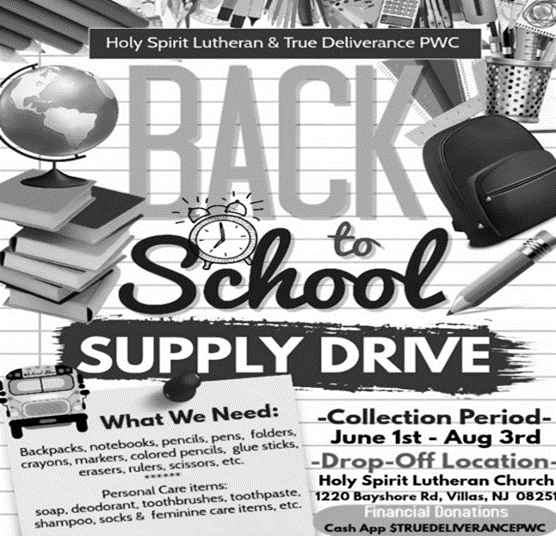 Holy Spirit Lutheran & True Deliverance PWC
BACK
to
School
SUPPLY DRIVE
What We Need:
Backpacks, notebooks, pencils, pens, folders,
crayons, markers, colored pencils, glue sticks,
erasers, rulers, scissors, etc.
******
Personal Care items:
soap, deodorant, toothbrushes, toothpaste,
shampoo, socks & feminine care items, etc.
-Collection Period-
June 1st - Aug 3rd
-Drop-Off Location-
Holy Spirit Lutheran Church
1220 Bayshore Rd, Villas, NJ 08251
Financial Donations
Cash App $TRUEDELIVERANCEPWC